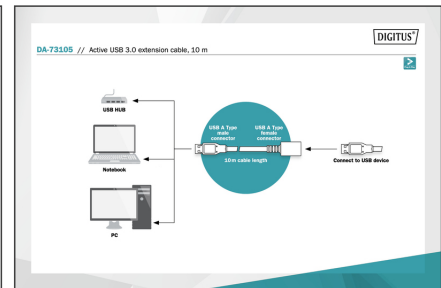 DIGITUS®
DA-73105 // Active USB 3.0 extension cable, 10 m
USB HUB
USB A Type
male
connector
USB A Type
female
connector
10m cable length
Connect to USB device
Notebook
PC